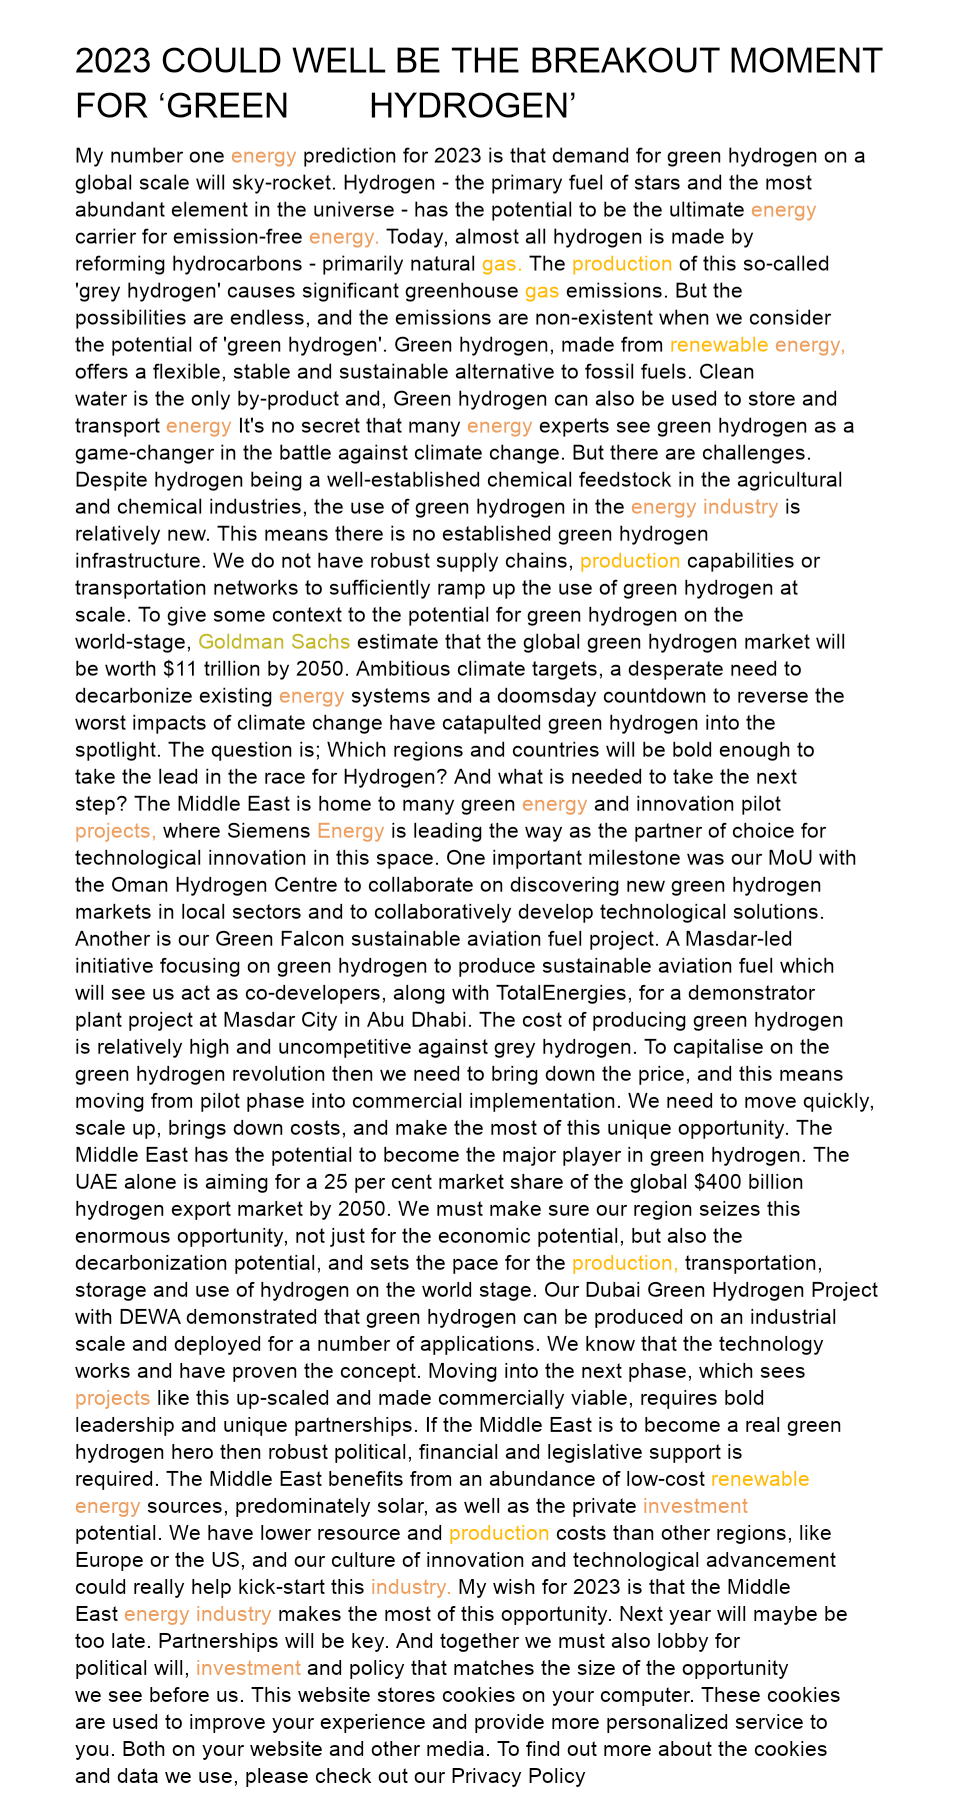 2023 COULD WELL BE THE BREAKOUT MOMENT
FOR ‘GREEN HYDROGEN’
My number one energy prediction for 2023 is that demand for green hydrogen on a
global scale will sky-rocket. Hydrogen - the primary fuel of stars and the most
abundant element in the universe - has the potential to be the ultimate energy
carrier for emission-free energy. Today, almost all hydrogen is made by
reforming hydrocarbons - primarily natural gas. The production of this so-called
'grey hydrogen' causes significant greenhouse gas emissions. But the
possibilities are endless, and the emissions are non-existent when we consider
the potential of 'green hydrogen'. Green hydrogen, made from renewable energy,
offers a flexible, stable and sustainable alternative to fossil fuels. Clean
water is the only by-product and, Green hydrogen can also be used to store and
transport energy It's no secret that many energy experts see green hydrogen as a
game-changer in the battle against climate change. But there are challenges.
Despite hydrogen being a well-established chemical feedstock in the agricultural
and chemical industries, the use of green hydrogen in the energy industry is
relatively new. This means there is no established green hydrogen
infrastructure. We do not have robust supply chains, production capabilities or
transportation networks to sufficiently ramp up the use of green hydrogen at
scale. To give some context to the potential for green hydrogen on the
world-stage, Goldman Sachs estimate that the global green hydrogen market will
be worth $11 trillion by 2050. Ambitious climate targets, a desperate need to
decarbonize existing energy systems and a doomsday countdown to reverse the
worst impacts of climate change have catapulted green hydrogen into the
spotlight. The question is; Which regions and countries will be bold enough to
take the lead in the race for Hydrogen? And what is needed to take the next
step? The Middle East is home to many green energy and innovation pilot
projects, where Siemens Energy is leading the way as the partner of choice for
technological innovation in this space. One important milestone was our MoU with
the Oman Hydrogen Centre to collaborate on discovering new green hydrogen
markets in local sectors and to collaboratively develop technological solutions.
Another is our Green Falcon sustainable aviation fuel project. A Masdar-led
initiative focusing on green hydrogen to produce sustainable aviation fuel which
will see us act as co-developers, along with TotalEnergies, for a demonstrator
plant project at Masdar City in Abu Dhabi. The cost of producing green hydrogen
is relatively high and uncompetitive against grey hydrogen. To capitalise on the
green hydrogen revolution then we need to bring down the price, and this means
moving from pilot phase into commercial implementation. We need to move quickly,
scale up, brings down costs, and make the most of this unique opportunity. The
Middle East has the potential to become the major player in green hydrogen. The
UAE alone is aiming for a 25 per cent market share of the global $400 billion
hydrogen export market by 2050. We must make sure our region seizes this
enormous opportunity, not just for the economic potential, but also the
decarbonization potential, and sets the pace for the production, transportation,
storage and use of hydrogen on the world stage. Our Dubai Green Hydrogen Project
with DEWA demonstrated that green hydrogen can be produced on an industrial
scale and deployed for a number of applications. We know that the technology
works and have proven the concept. Moving into the next phase, which sees
projects like this up-scaled and made commercially viable, requires bold
leadership and unique partnerships. If the Middle East is to become a real green
hydrogen hero then robust political, financial and legislative support is
required. The Middle East benefits from an abundance of low-cost renewable
energy sources, predominately solar, as well as the private investment
potential. We have lower resource and production costs than other regions, like
Europe or the US, and our culture of innovation and technological advancement
could really help kick-start this industry. My wish for 2023 is that the Middle
East energy industry makes the most of this opportunity. Next year will maybe be
too late. Partnerships will be key. And together we must also lobby for
political will, investment and policy that matches the size of the opportunity
we see before us. This website stores cookies on your computer. These cookies
are used to improve your experience and provide more personalized service to
you. Both on your website and other media. To find out more about the cookies
and data we use, please check out our Privacy Policy